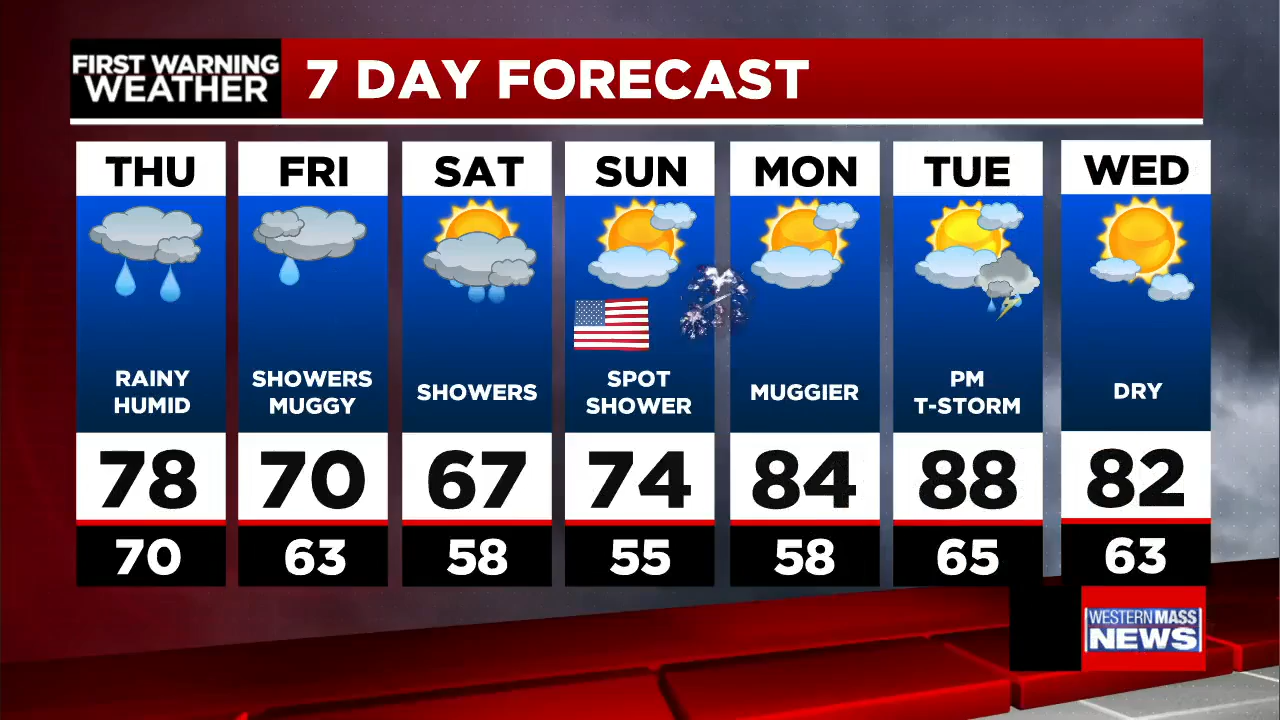 FIRST WARNING
WEATHER
7 DAY FORECAST
THU
FRI
SAT
SUN
MON
TUE
WED
RAINY
HUMID
SHOWERS
MUGGY
SHOWERS
SPOT
SHOWER
MUGGIER
PM
T-STORM
DRY
78
70
67
74
84
88
82
70
63
58
55
58
65
63
WESTERN MASS
NEWS